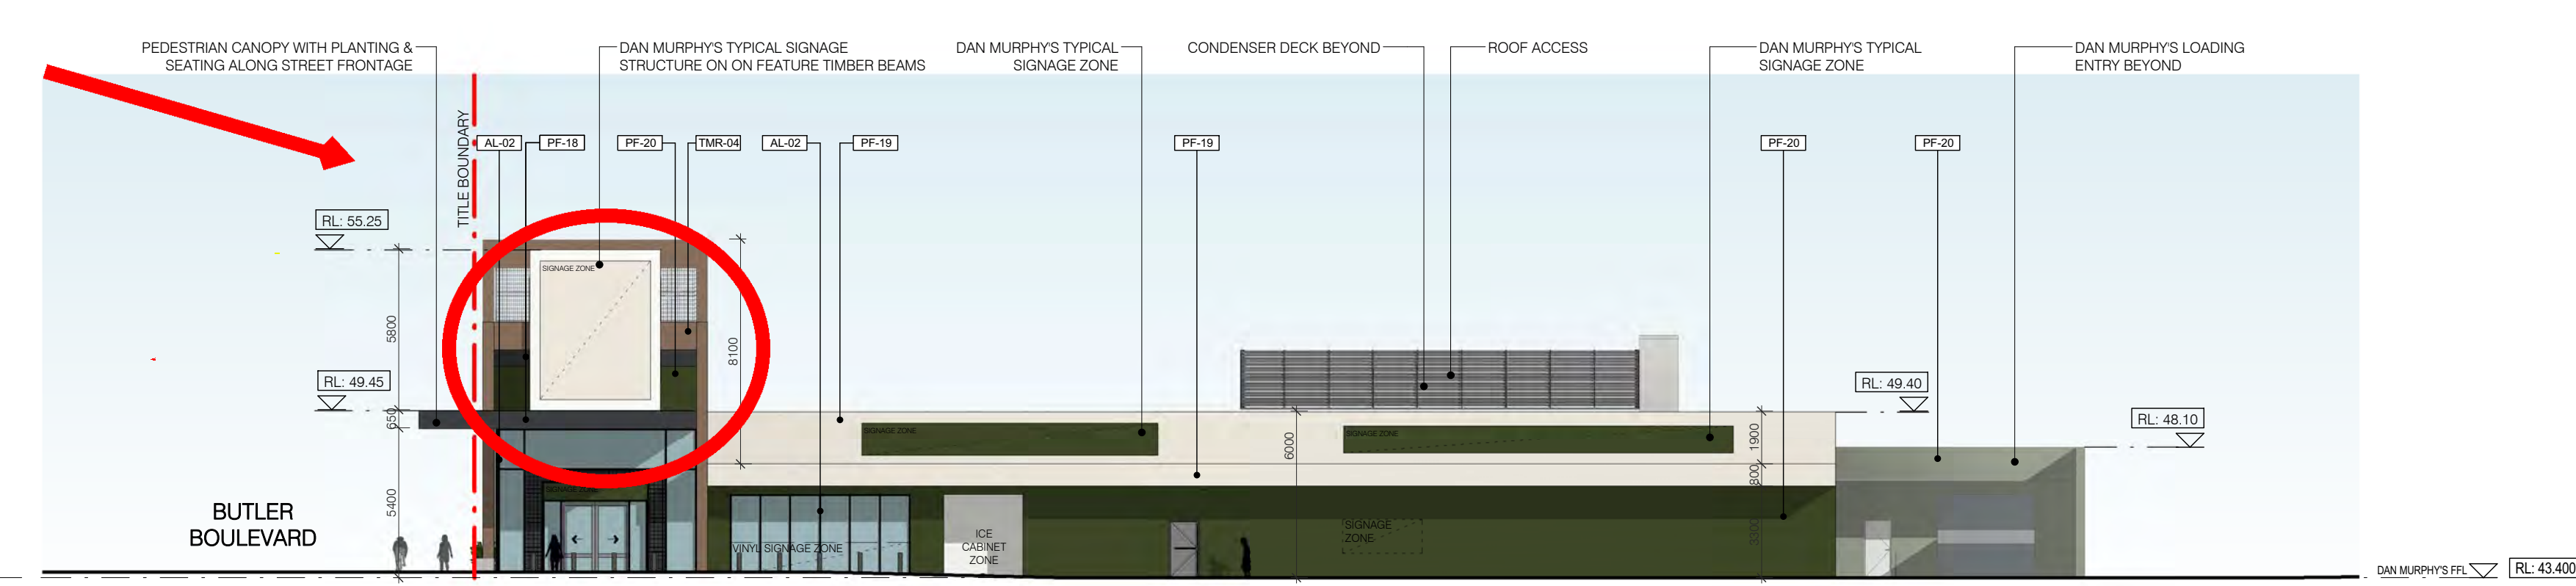 PEDESTRIAN CANOPY WITH PLANTING &
SEATING ALONG STREET FRONTAGE
DAN MURPHY'S TYPICAL SIGNAGE
STRUCTURE ON ON FEATURE TIMBER BEAMS
DAN MURPHY'S TYPICAL
SIGNAGE ZONE
CONDENSER DECK BEYOND
ROOF ACCESS
DAN MURPHY'S TYPICAL
SIGNAGE ZONE
DAN MURPHY'S LOADING
ENTRY BEYOND
TITLE BOUNDARY
AL-02
PF-18
PF-20
TMR-04
AL-02
PF-19
PF-19
PF-20
PF-20
RL: 55.25
SIGNAGE ZONE
5800
8100
RL: 49.45
RL: 49.40
RL: 48.10
650
SIGNAGE ZONE
SIGNAGE ZONE
6000
1900
800
SIGNAGE ZONE
5400
BUTLER
BOULEVARD
VINYL SIGNAGE ZONE
ICE
CABINET
ZONE
SIGNAGE
ZONE
3300
DAN MURPHY'S FFL
RL: 43.400